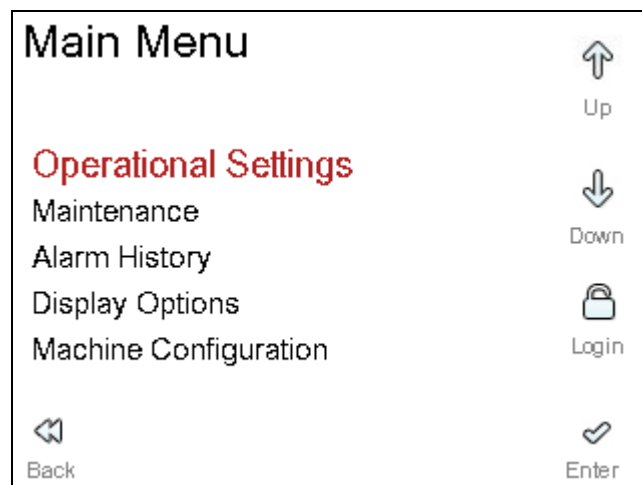 Main Menu
Up
Operational Settings
Maintenance
Down
Alarm History
Display Options
Machine Configuration
Login
Back
Enter